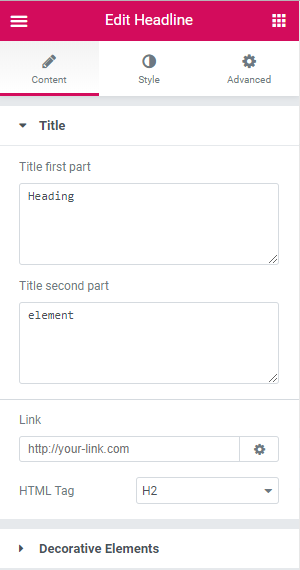 Edit Headline
Content Style Advanced
Title
Title first part
Heading
Title second part
element
Link
http://your-link.com
HTML Tag H2
Decorative Elements